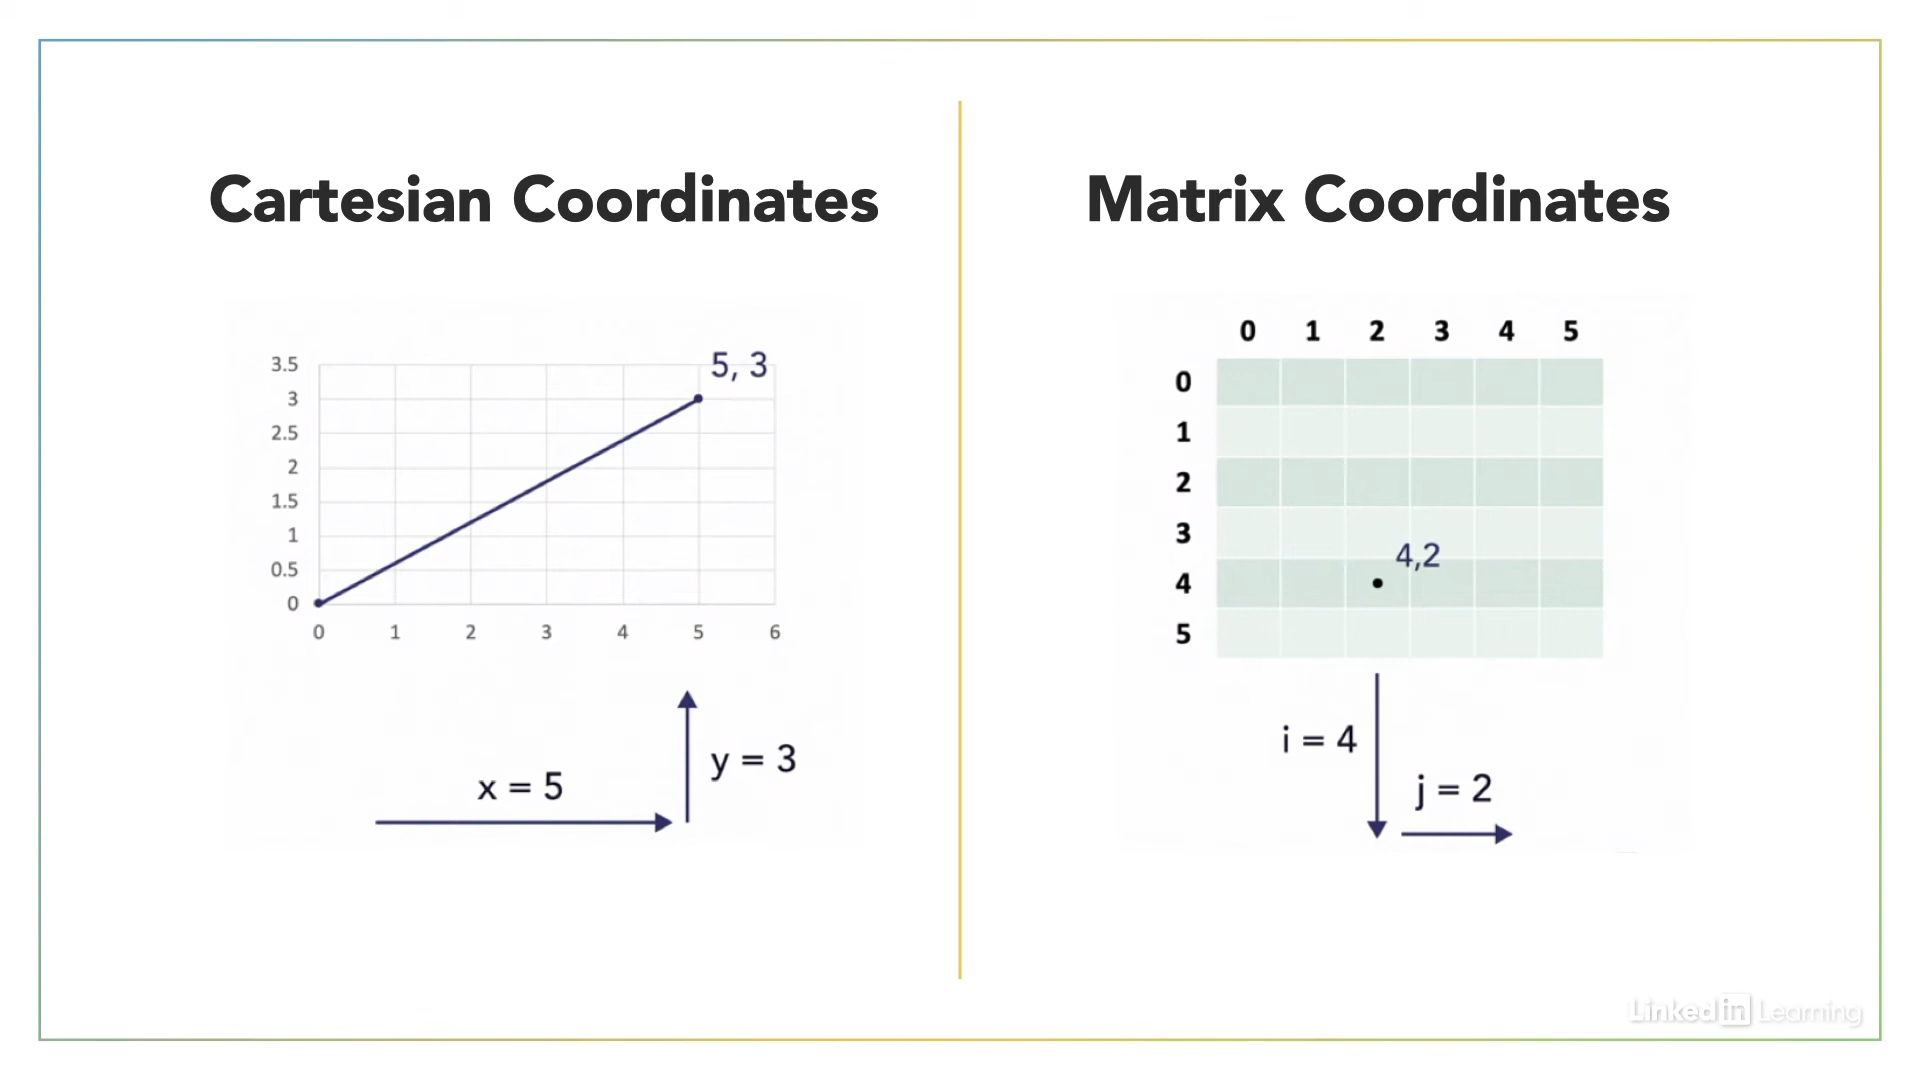 Cartesian Coordinates
3.5
3
2.5
2
1.5
1
0.5
0
0 1 2 3 4 5 6
5, 3
x = 5
y = 3
Matrix Coordinates
0 1 2 3 4 5
0
1
2
3
4
5
4,2
i = 4
j = 2
LinkedIn Learning